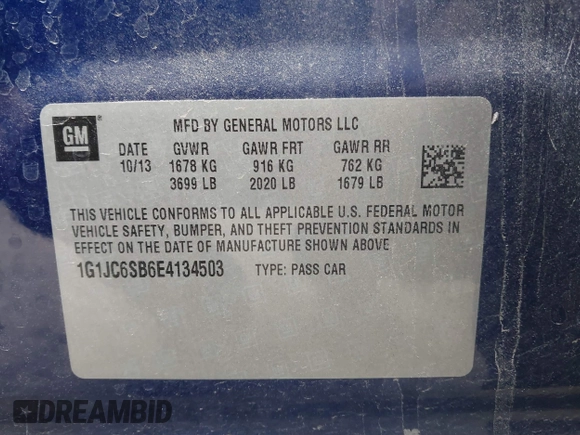 GM
MFD BY GENERAL MOTORS LLC
DATE GVWR GAWR FRT GAWR RR
10/13 1678 KG 916 KG 762 KG
3699 LB 2020 LB 1679 LB
THIS VEHICLE CONFORMS TO ALL APPLICABLE U.S. FEDERAL MOTOR
VEHICLE SAFETY, BUMPER, AND THEFT PREVENTION STANDARDS IN
EFFECT ON THE DATE OF MANUFACTURE SHOWN ABOVE.
1G1JC6SB6E4134503 TYPE: PASS CAR
DREAMBID